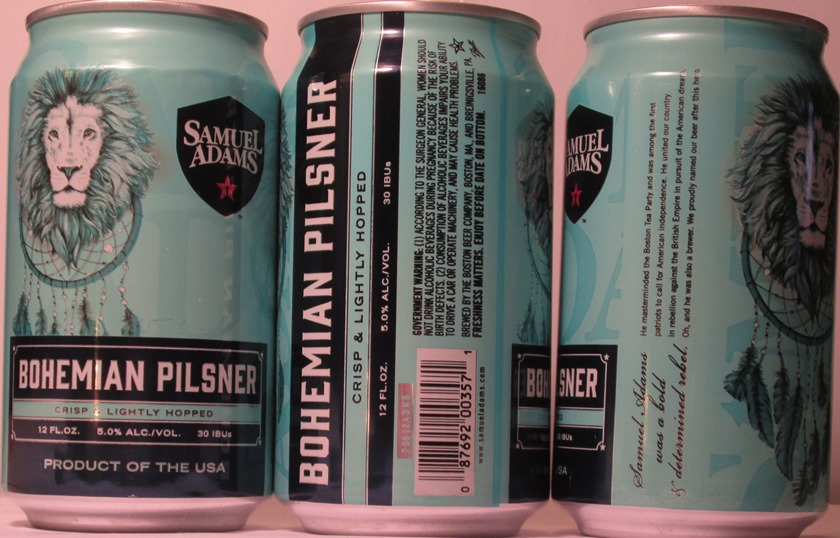 SAMUEL
ADAMS
BOHEMIAN PILSNER
CRISP & LIGHTLY HOPPED
12 FL.OZ. 5.0% ALC./VOL. 30 IBUs
PRODUCT OF THE USA
BOHEMIAN PILSNER
CRISP & LIGHTLY HOPPED
12 FL.OZ. 5.0% ALC./VOL. 30 IBUs
GOVERNMENT WARNING: (1) ACCORDING TO THE SURGEON GENERAL, WOMEN SHOULD
NOT DRINK ALCOHOLIC BEVERAGES DURING PREGNANCY BECAUSE OF THE RISK OF
BIRTH DEFECTS. (2) CONSUMPTION OF ALCOHOLIC BEVERAGES IMPAIRS YOUR ABILITY
TO DRIVE A CAR OR OPERATE MACHINERY, AND MAY CAUSE HEALTH PROBLEMS.
BREWED BY THE BOSTON BEER COMPANY, BOSTON, MA, AND BREINIGSVILLE, PA
FRESHNESS MATTERS. ENJOY BEFORE DATE ON BOTTOM. 16086
0 87692 00357 1
www.samueladams.com
BOH
AMUEL
DAMS
SNER
IBUs
SA
Samuel Adams
was a bold
& determined rebel.
He masterminded the Boston Tea Party and was among the first
patriots to call for American independence. He united our country
in rebellion against the British Empire in pursuit of the American dream.
Oh, and he was also a brewer. We proudly named our beer after this hero.